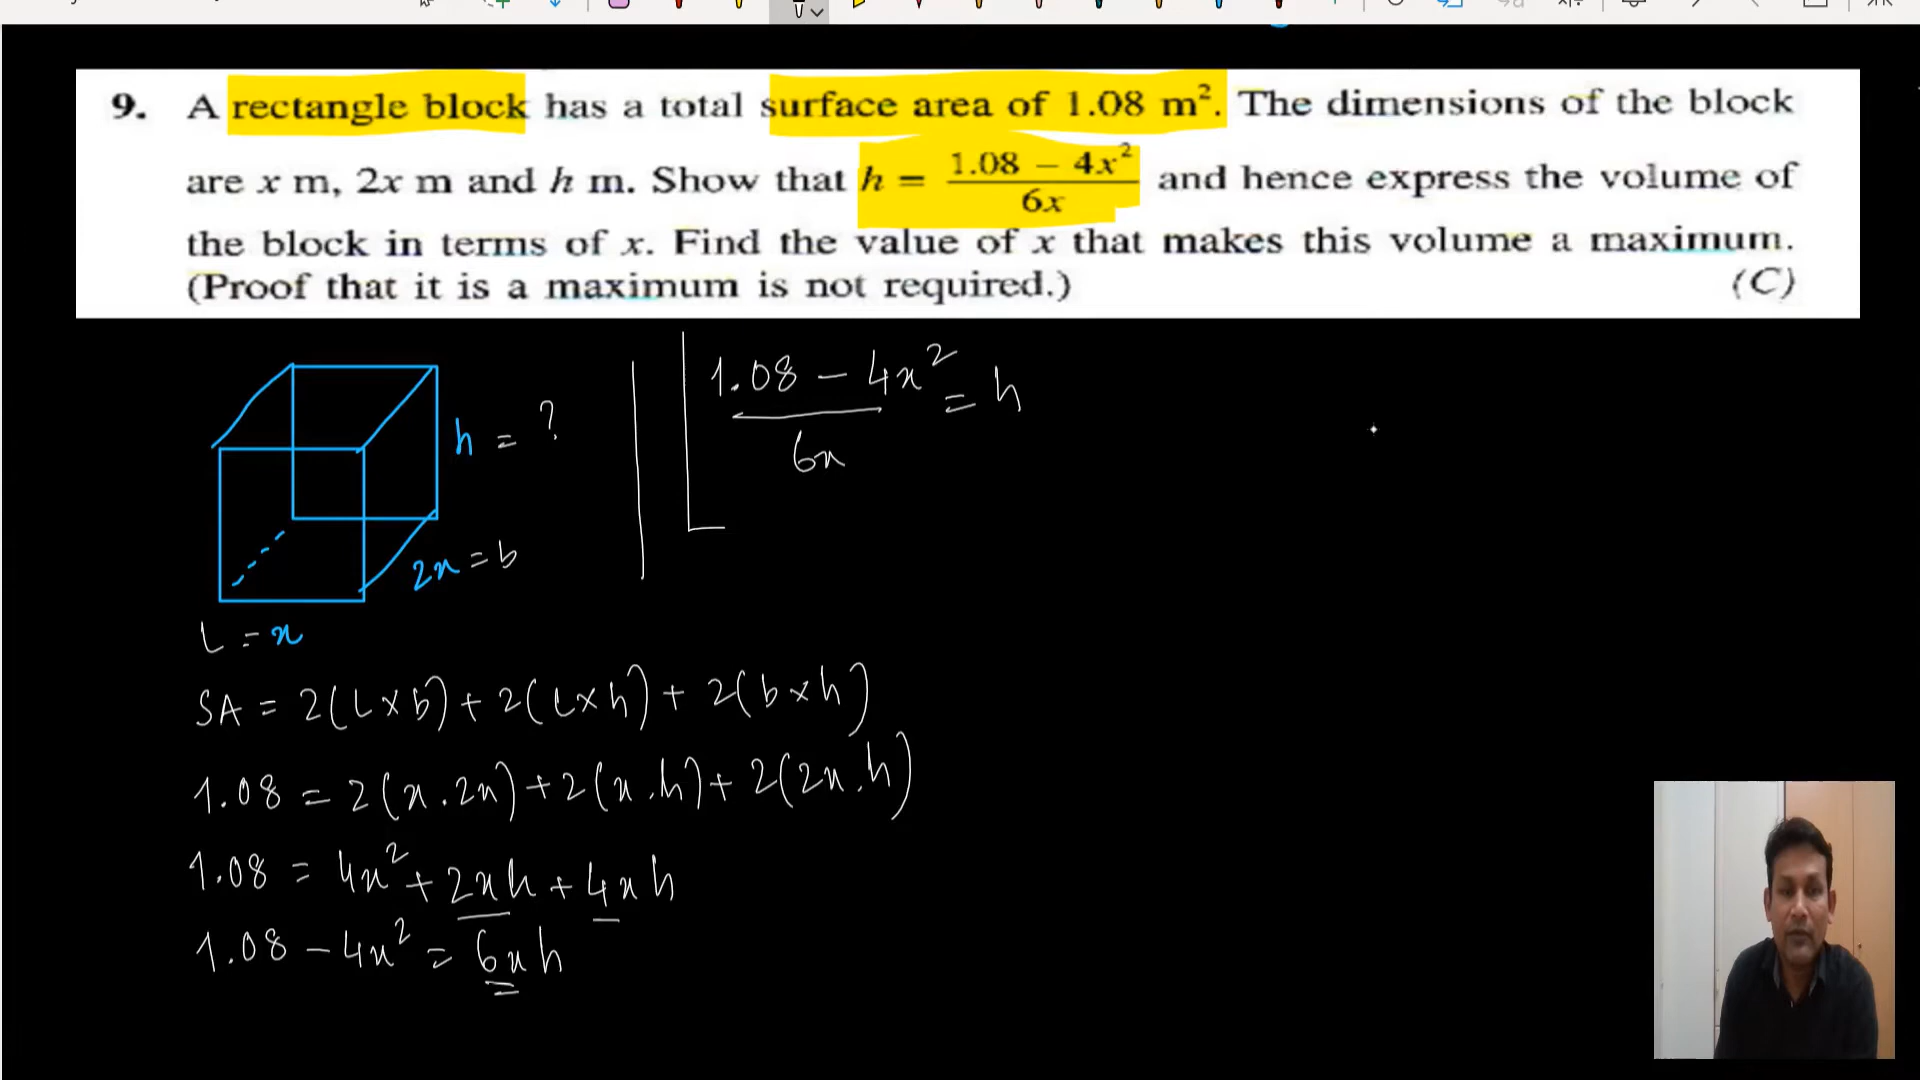 9. A rectangle block has a total surface area of 1.08 m². The dimensions of the block
are x m, 2x m and h m. Show that h = (1.08 − 4x²)/(6x) and hence express the volume of
the block in terms of x. Find the value of x that makes this volume a maximum.
(Proof that it is a maximum is not required.) (C)
h = ?
2x = b
L = x
(1.08 − 4x²)/(6x) = h
SA = 2(L×b) + 2(L×h) + 2(b×h)
1.08 = 2(x.2x) + 2(x.h) + 2(2x.h)
1.08 = 4x² + 2xh + 4xh
1.08 − 4x² = 6xh